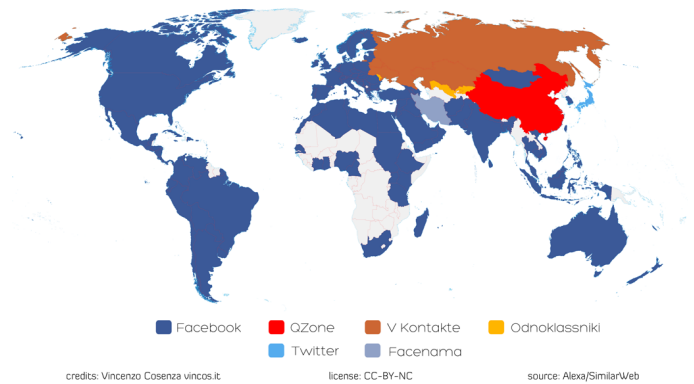 Facebook QZone V Kontakte Odnoklassniki
Twitter Facenama
credits: Vincenzo Cosenza vincos.it license: CC-BY-NC source: Alexa/SimilarWeb